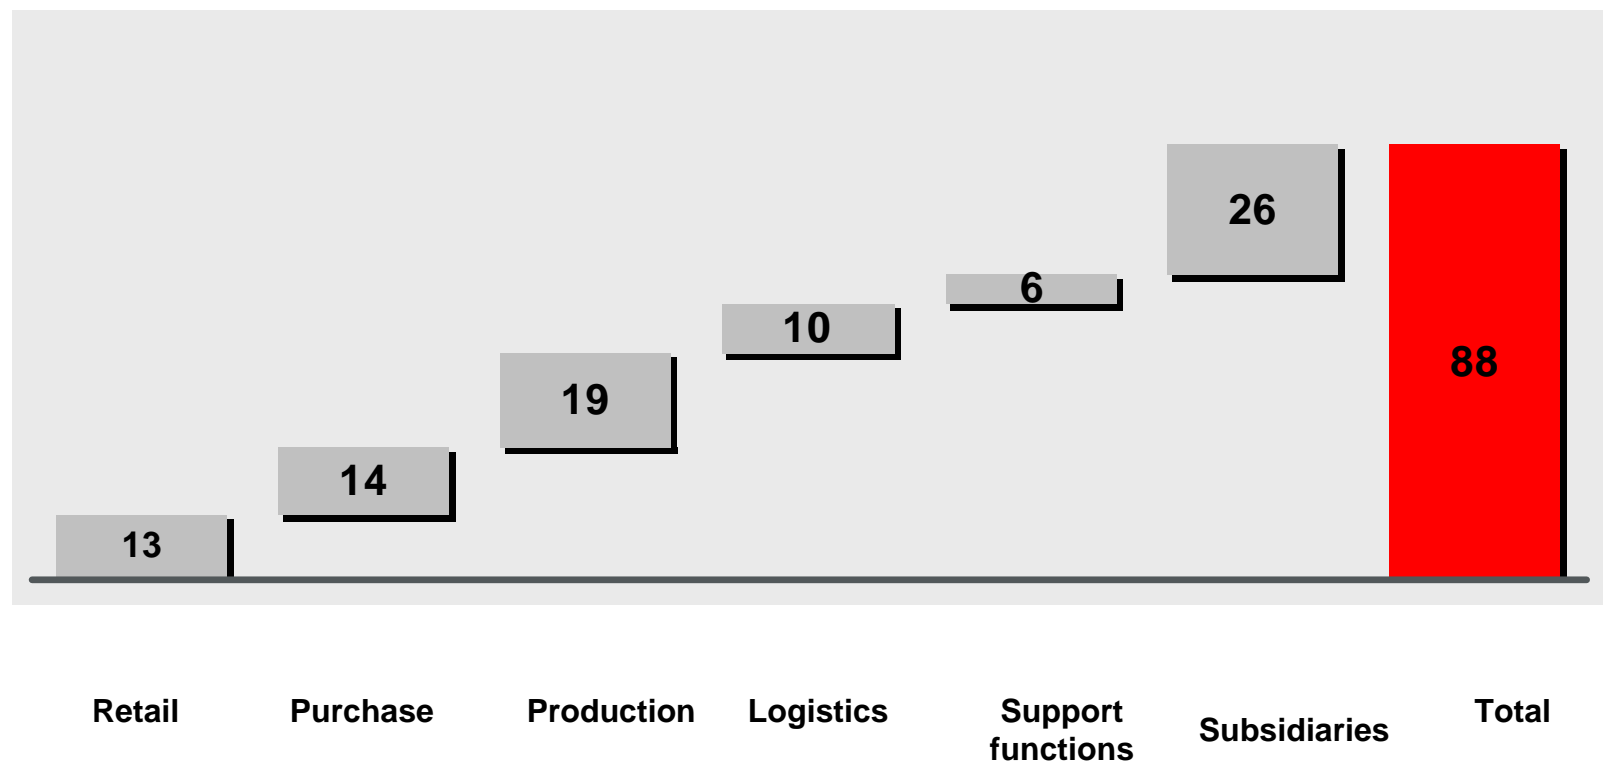 26
6
10
88
19
14
13
Retail
Purchase
Production
Logistics
Support
functions
Subsidiaries
Total